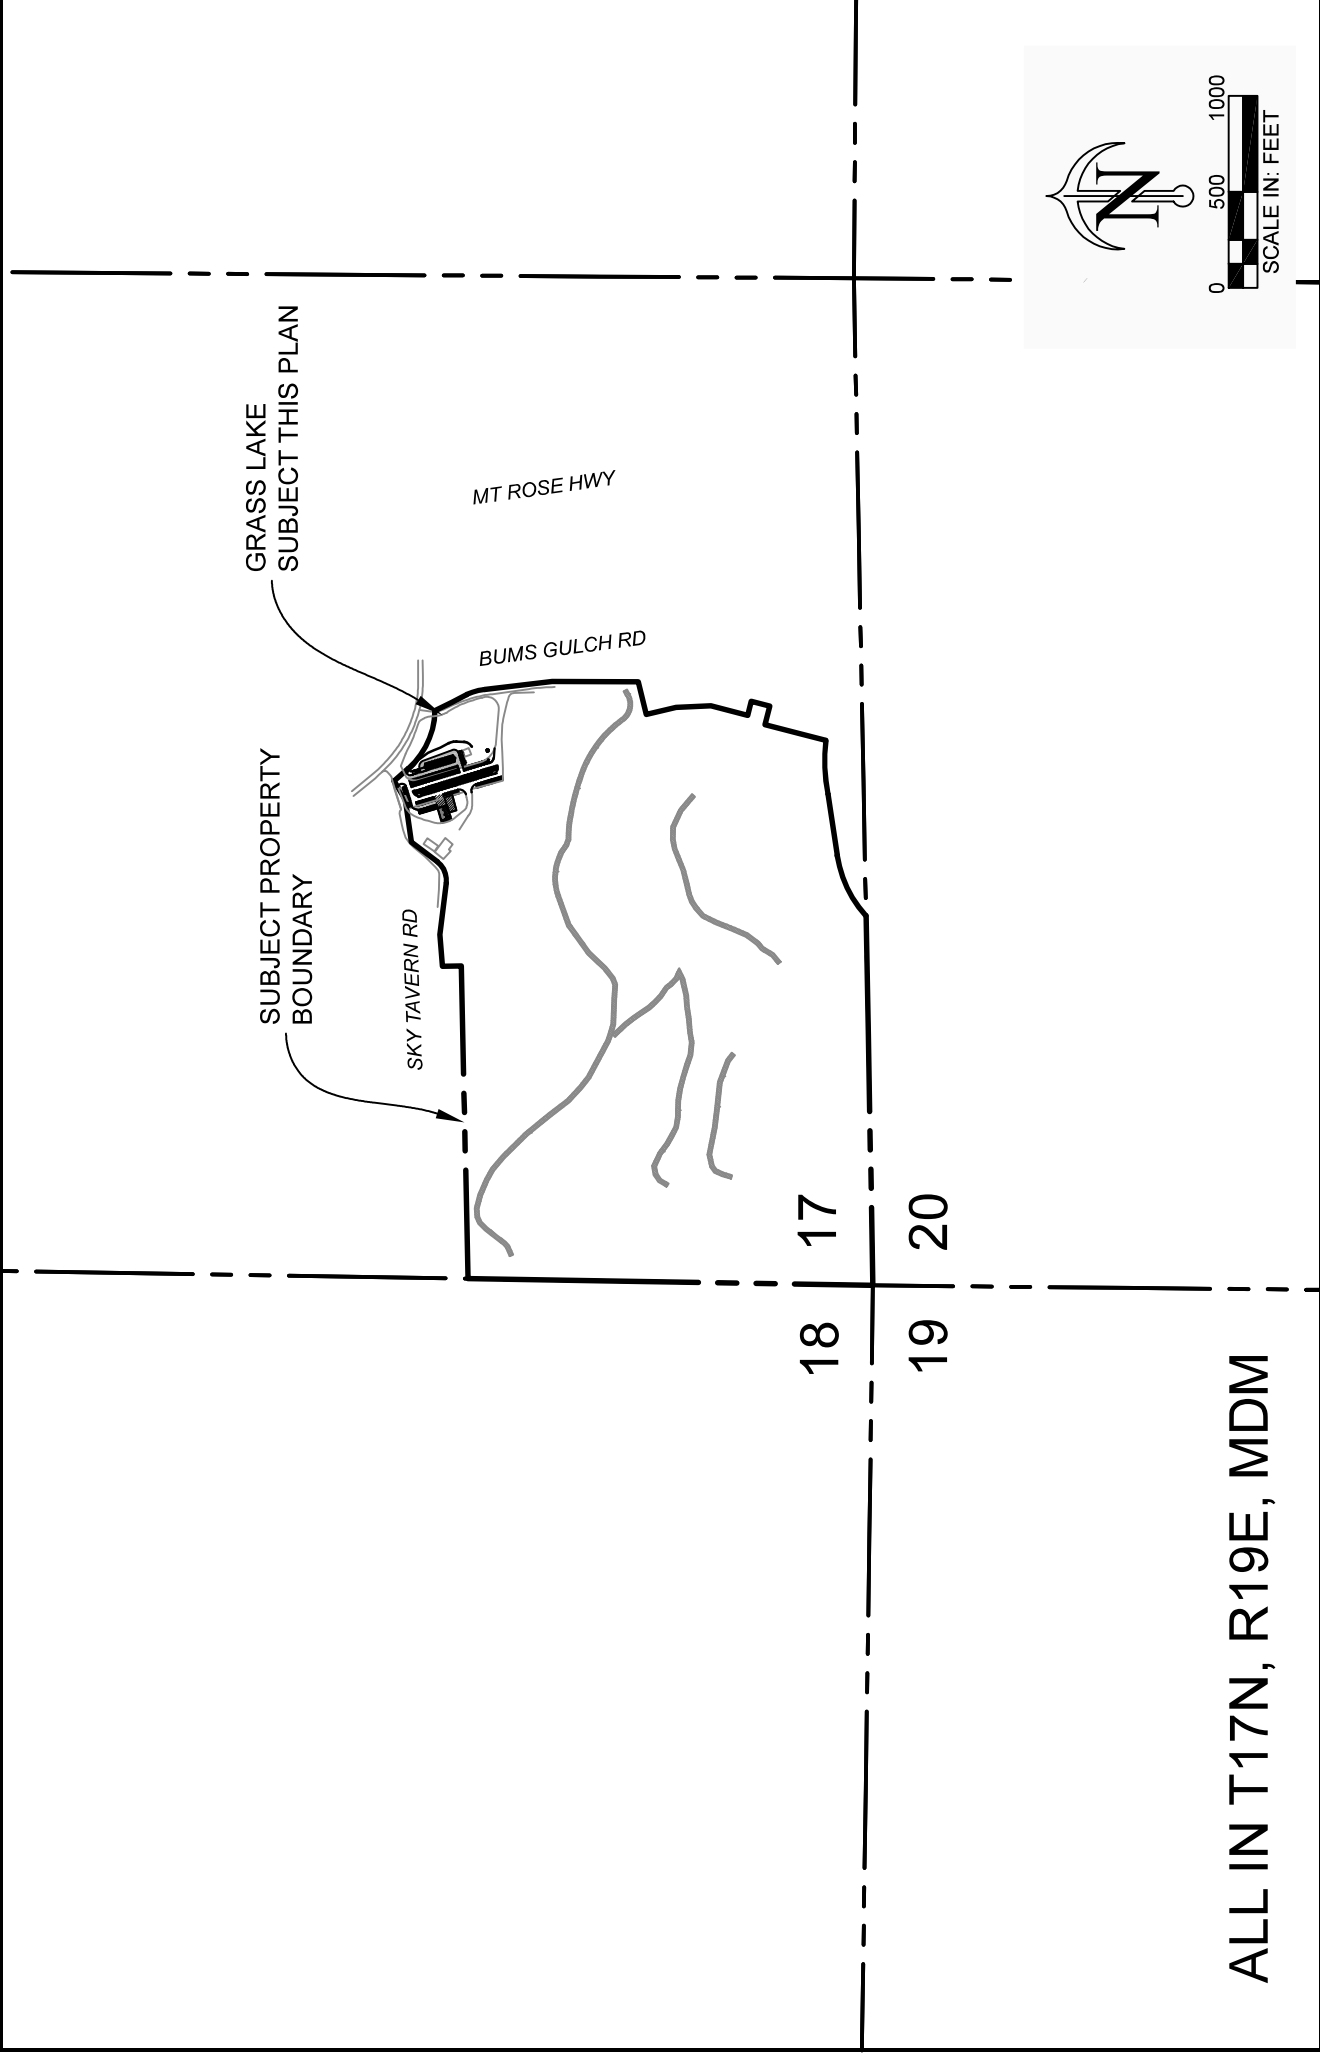 GRASS LAKE
SUBJECT THIS PLAN
SUBJECT PROPERTY
BOUNDARY
SKY TAVERN RD
BUMS GULCH RD
MT ROSE HWY
18
17
19
20
ALL IN T17N, R19E, MDM
N
0 500 1000
SCALE IN: FEET